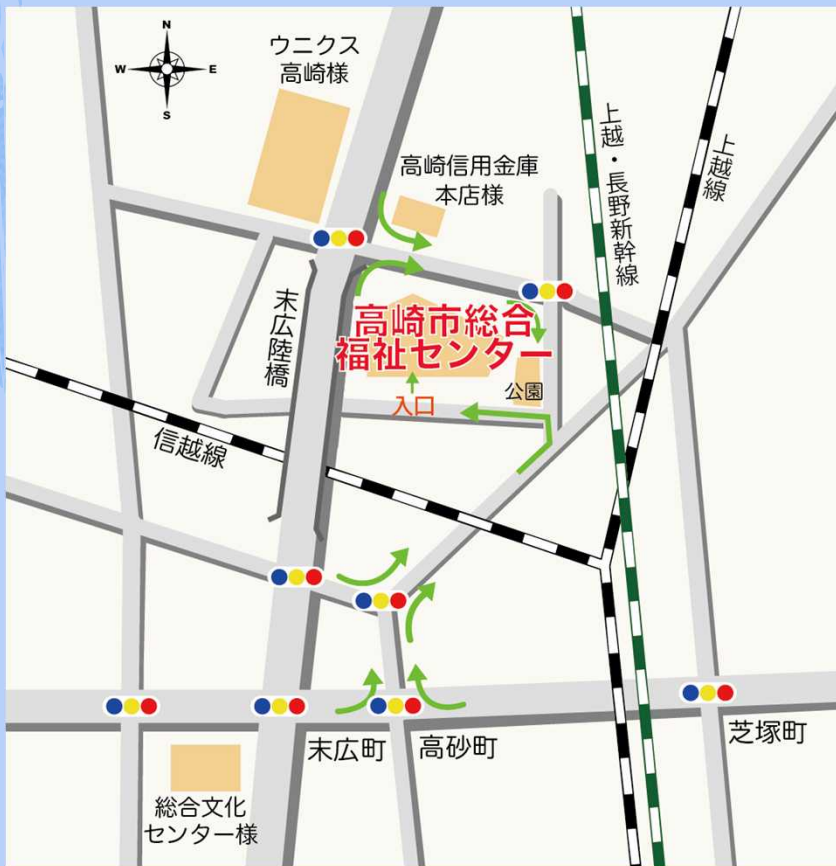 N
W
E
S
ウニクス
高崎様
高崎信用金庫
本店様
上越・長野新幹線
上越線
末広陸橋
高崎市総合
福祉センター
公園
入口
信越線
末広町
高砂町
芝塚町
総合文化
センター様